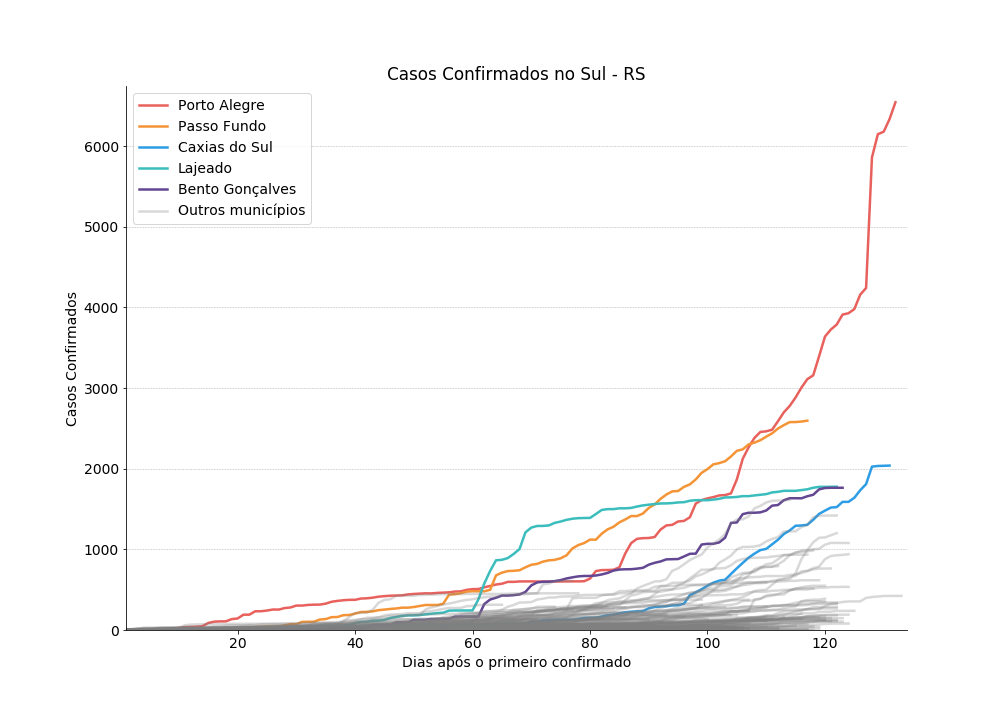 Casos Confirmados no Sul - RS
Porto Alegre
Passo Fundo
Caxias do Sul
Lajeado
Bento Gonçalves
Outros municípios
Casos Confirmados
6000
5000
4000
3000
2000
1000
0
20
40
60
80
100
120
Dias após o primeiro confirmado